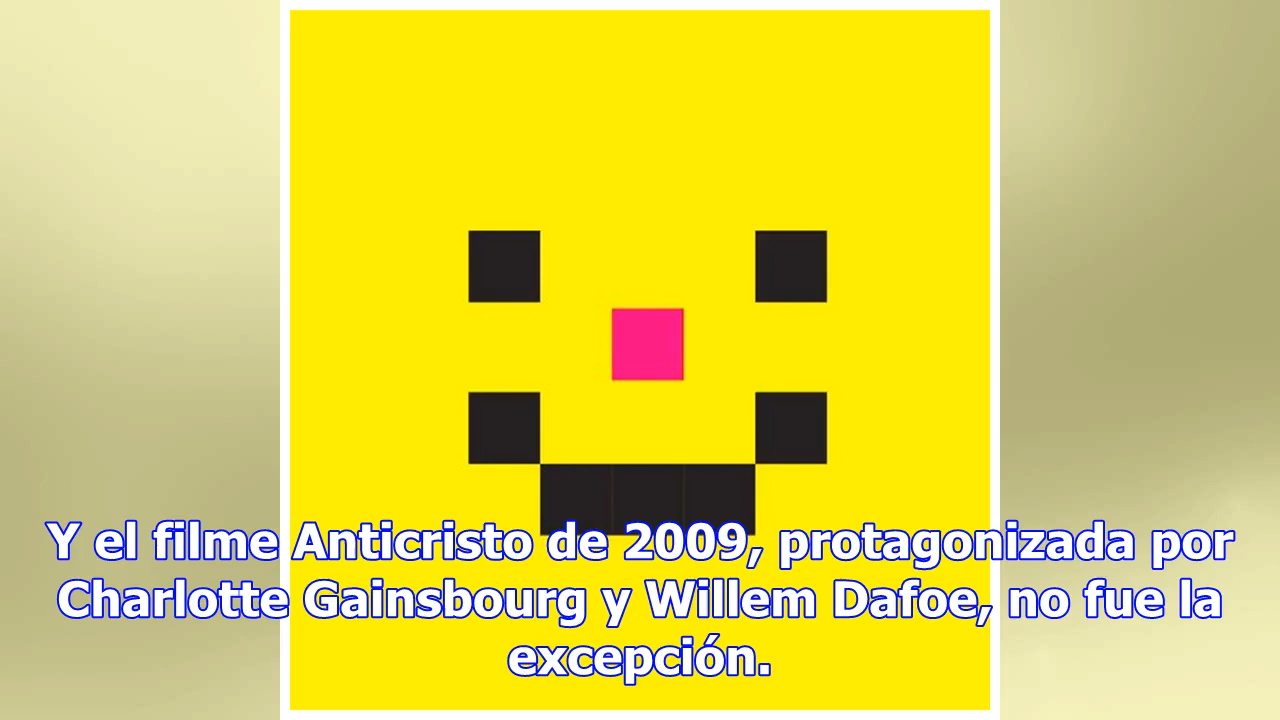 Y el filme Anticristo de 2009, protagonizada por
Charlotte Gainsbourg y Willem Dafoe, no fue la
excepción.